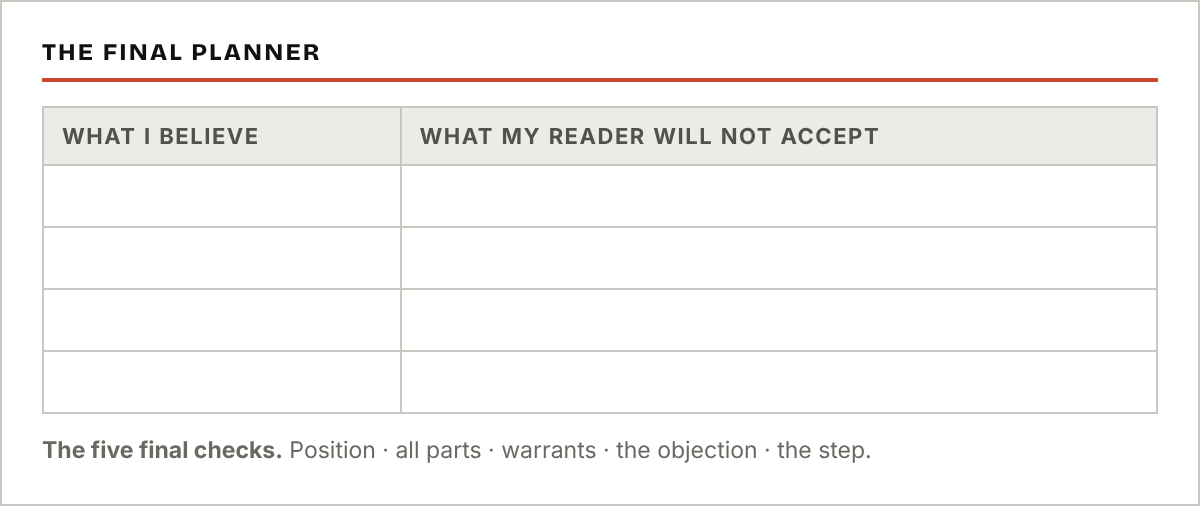 THE FINAL PLANNER
WHAT I BELIEVE
WHAT MY READER WILL NOT ACCEPT
The five final checks. Position · all parts · warrants · the objection · the step.